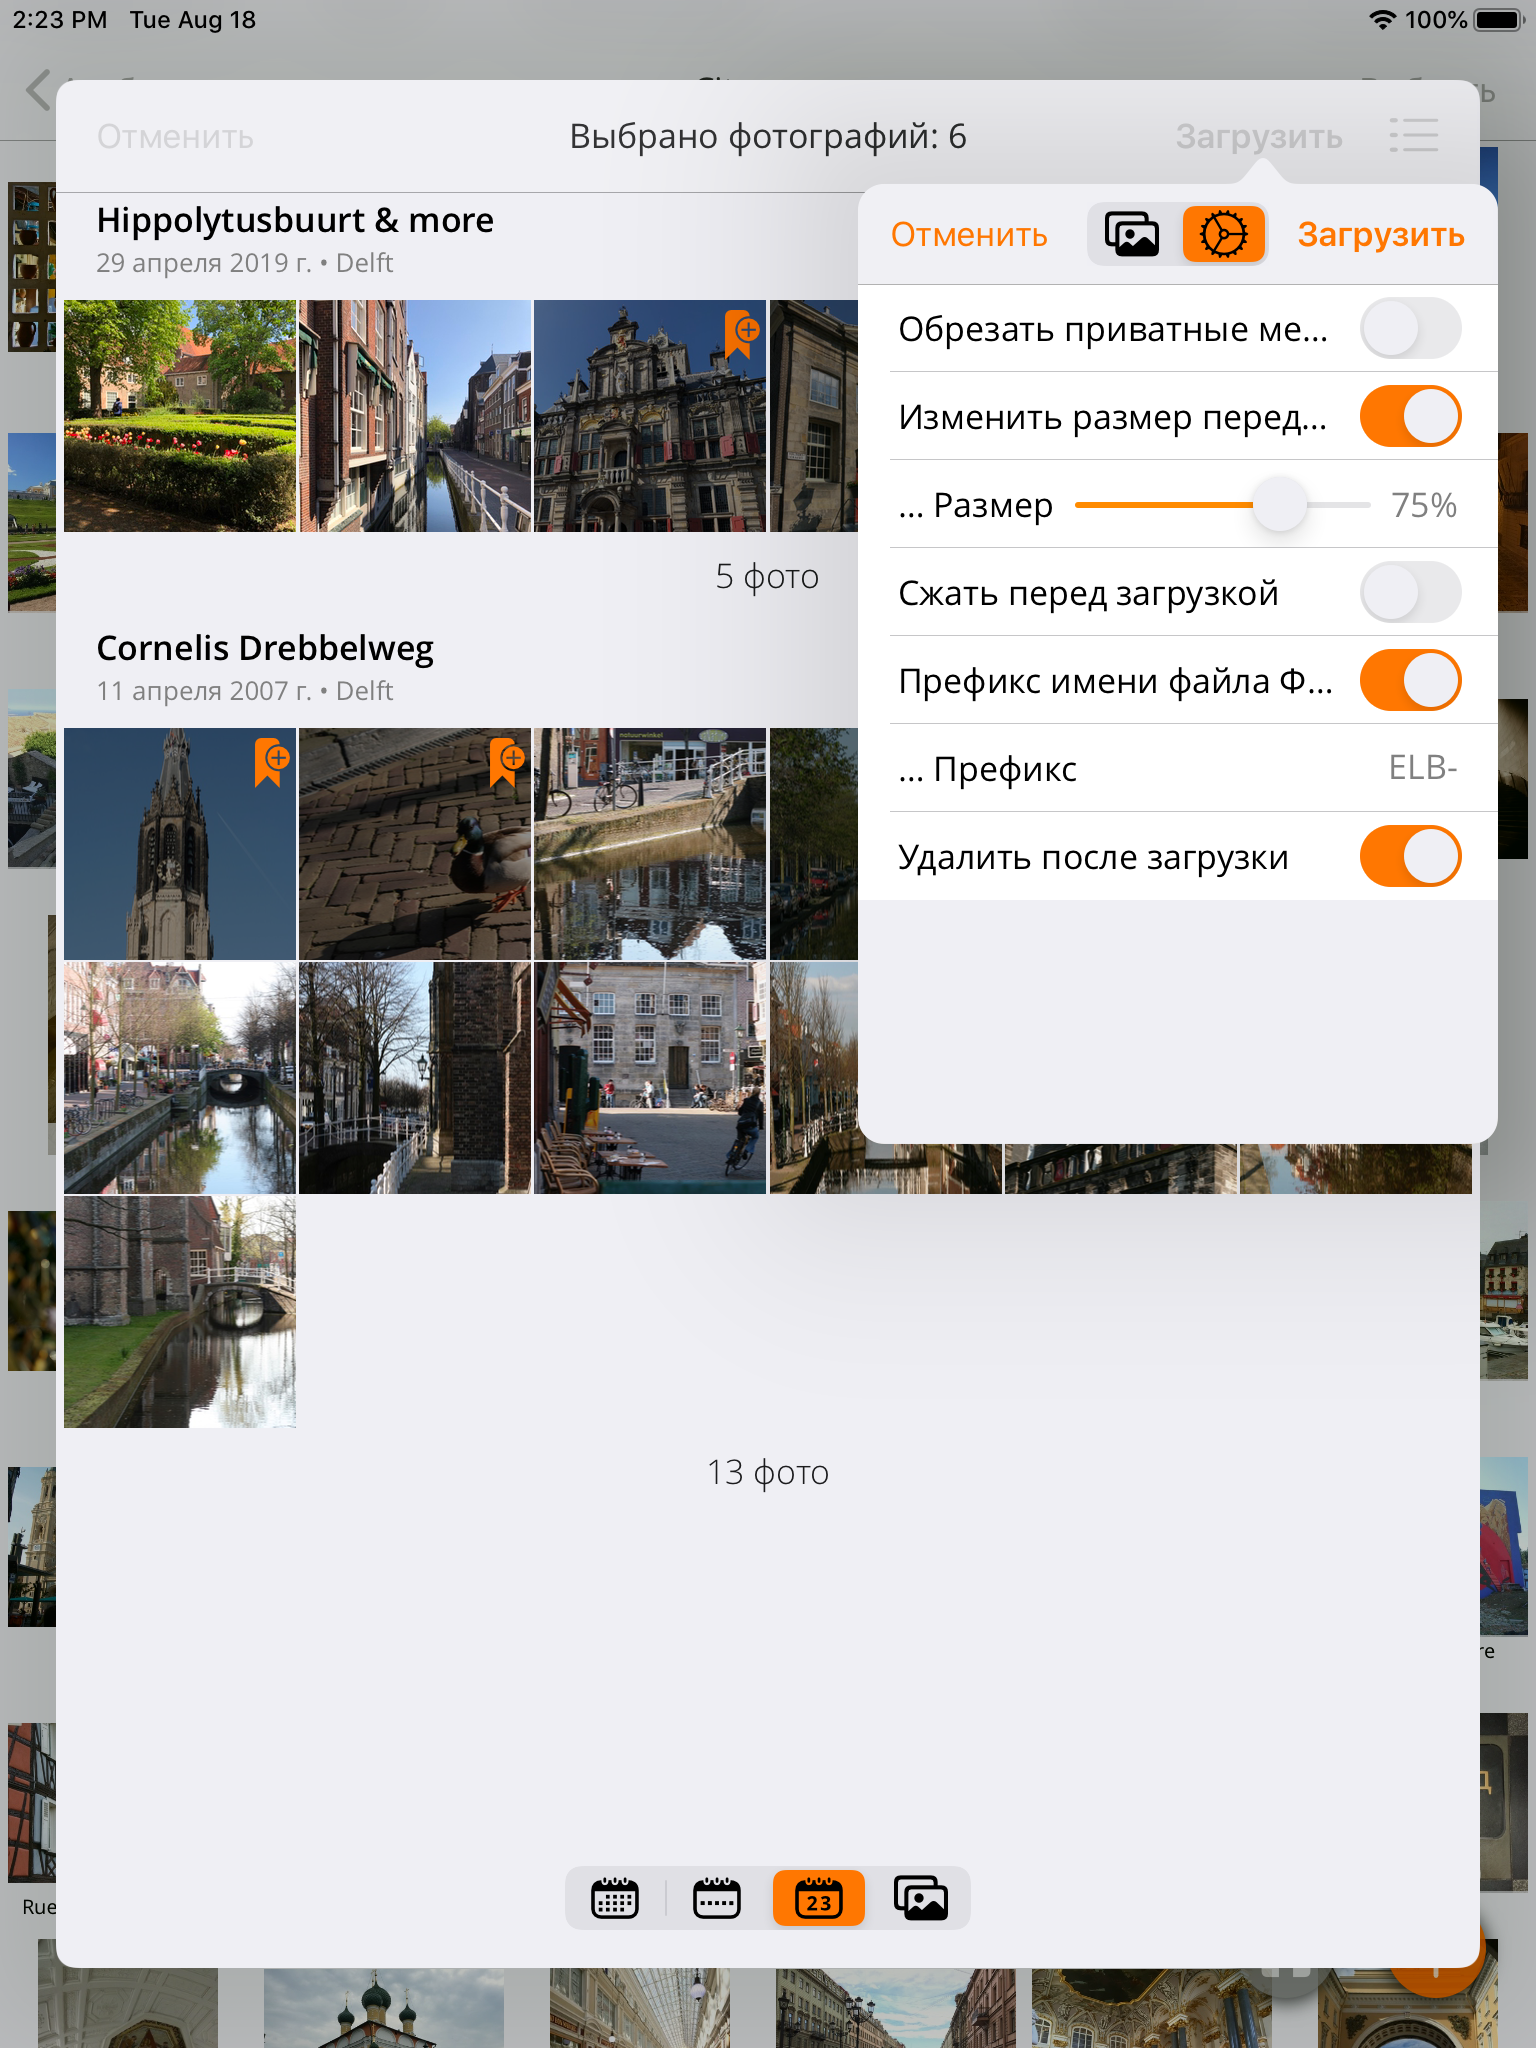 2:23 PM Tue Aug 18
100%
Отменить
Выбрано фотографий: 6
Загрузить
Hippolytusbuurt & more
29 апреля 2019 г. • Delft
Отменить
Загрузить
Обрезать приватные ме...
Изменить размер перед...
... Размер
75%
Сжать перед загрузкой
Префикс имени файла Ф...
... Префикс
ELB-
Удалить после загрузки
5 фото
Cornelis Drebbelweg
11 апреля 2007 г. • Delft
natuurwinkel
13 фото
re
Rue
23